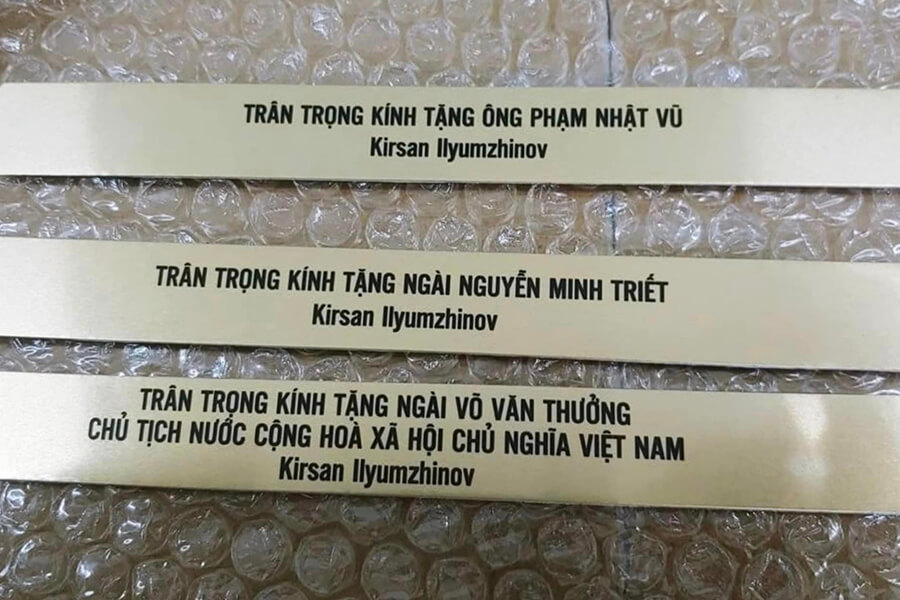 TRÂN TRỌNG KÍNH TẶNG ÔNG PHẠM NHẬT VŨ
Kirsan Ilyumzhinov
TRÂN TRỌNG KÍNH TẶNG NGÀI NGUYỄN MINH TRIẾT
Kirsan Ilyumzhinov
TRÂN TRỌNG KÍNH TẶNG NGÀI VÕ VĂN THƯỞNG
CHỦ TỊCH NƯỚC CỘNG HOÀ XÃ HỘI CHỦ NGHĨA VIỆT NAM
Kirsan Ilyumzhinov